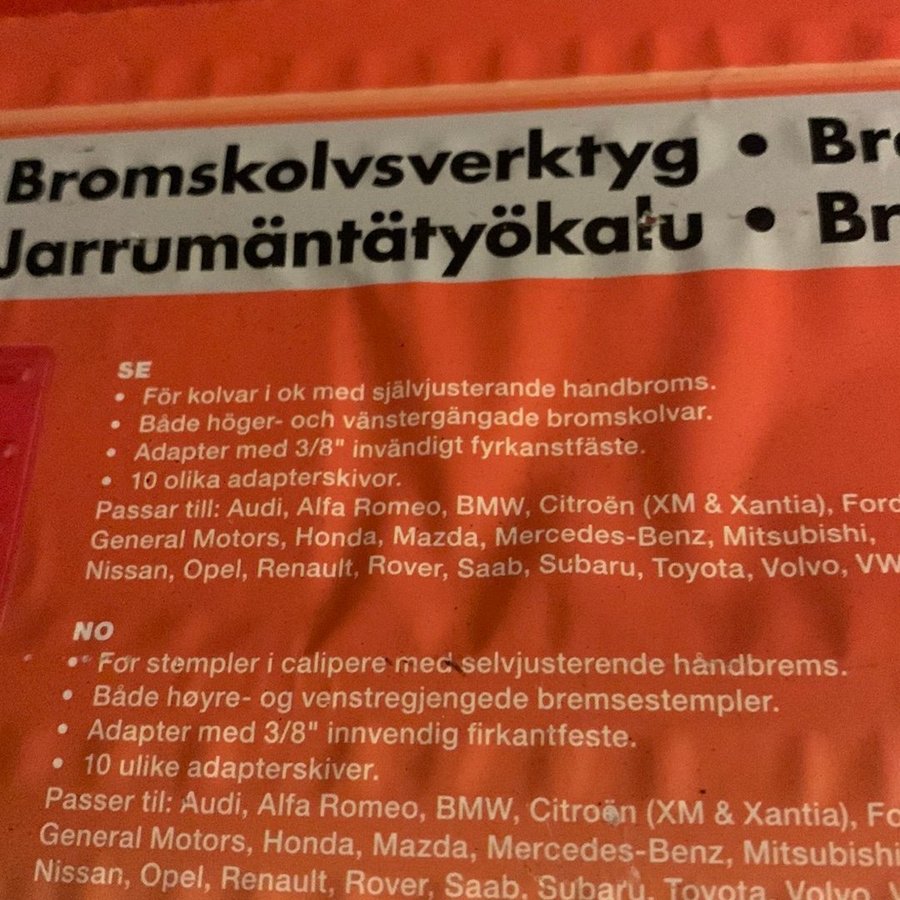 Bromskolvsverktyg • Br
Jarrumäntätyökalu • Br
SE
• För kolvar i ok med självjusterande handbroms.
• Både höger- och vänstergängade bromskolvar.
• Adapter med 3/8" invändigt fyrkanstfäste.
• 10 olika adapterskivor.
Passar till: Audi, Alfa Romeo, BMW, Citroën (XM & Xantia), Ford
General Motors, Honda, Mazda, Mercedes-Benz, Mitsubishi,
Nissan, Opel, Renault, Rover, Saab, Subaru, Toyota, Volvo, VW
NO
• For stempler i calipere med selvjusterende håndbrems.
• Både høyre- og venstregjengede bremsestempler.
• Adapter med 3/8" innvendig firkantfeste.
• 10 ulike adapterskiver.
Passer til: Audi, Alfa Romeo, BMW, Citroën (XM & Xantia), Fo
General Motors, Honda, Mazda, Mercedes-Benz, Mitsubishi
Nissan, Opel, Renault, Rover, Saab, Subaru, Toyota, Volvo,